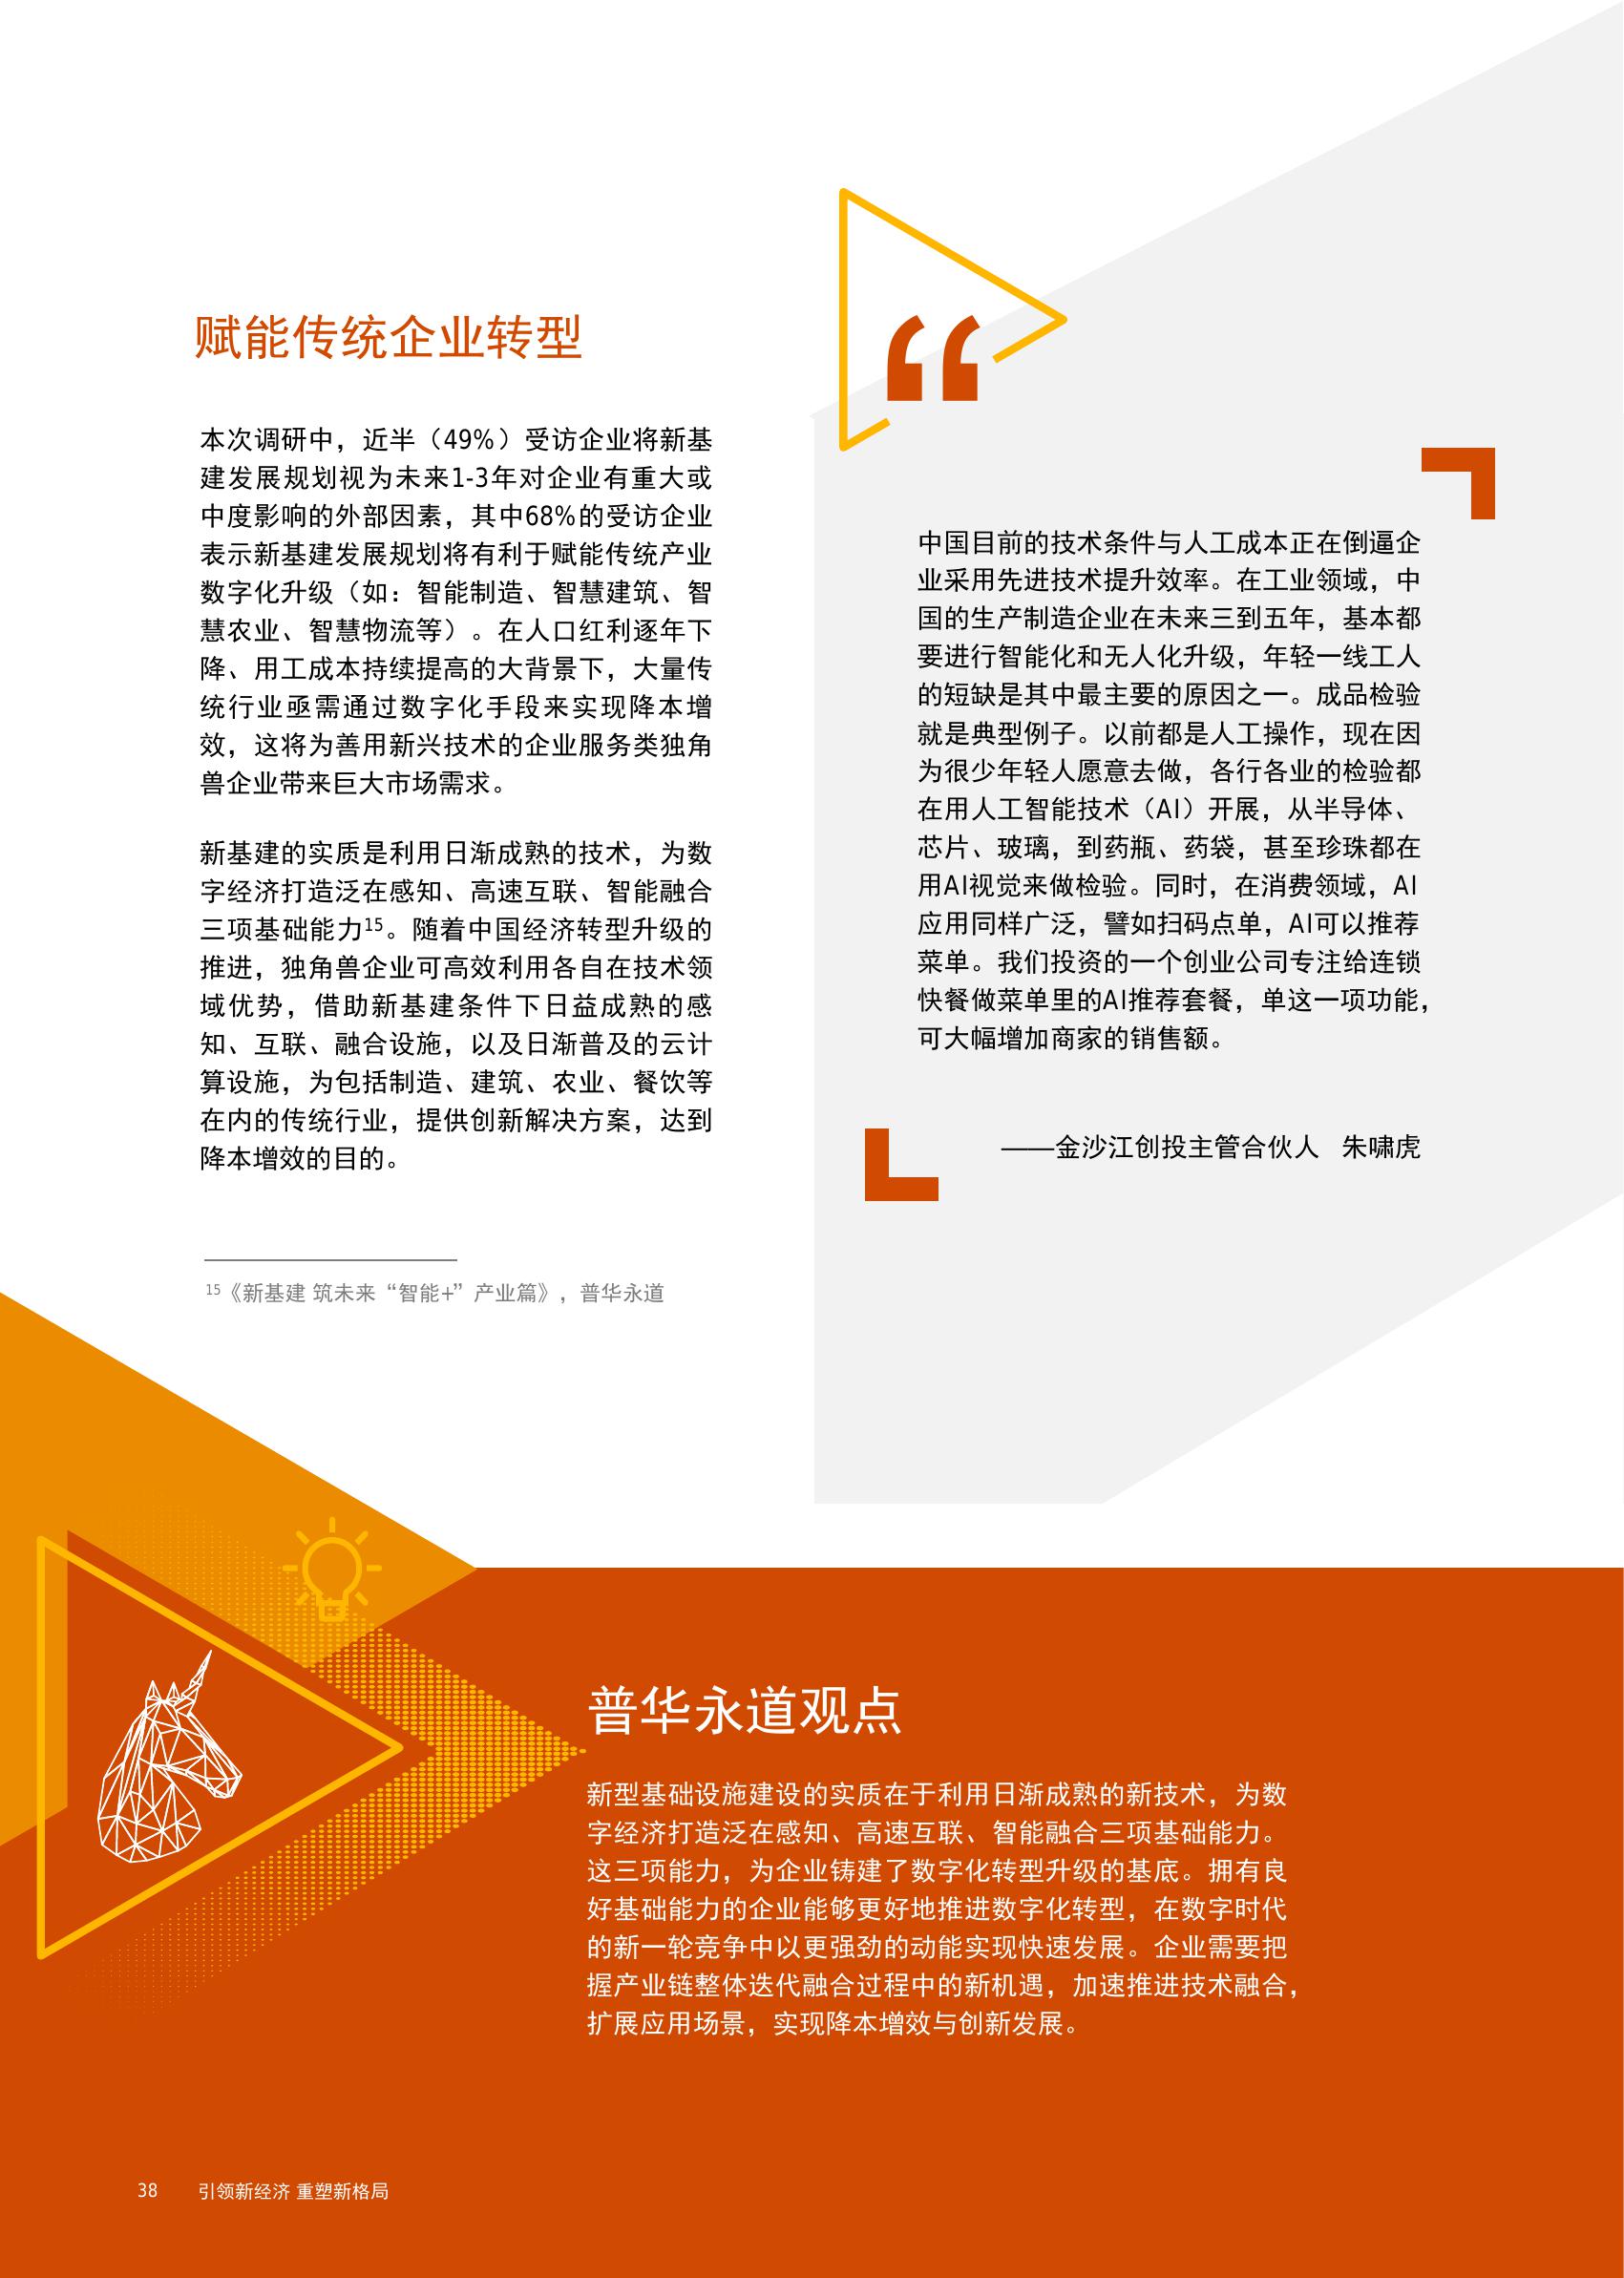 赋能传统企业转型
本次调研中，近半（49%）受访企业将新基
建发展规划视为未来1-3年对企业有重大或
中度影响的外部因素，其中68%的受访企业
表示新基建发展规划将有利于赋能传统产业
数字化升级（如：智能制造、智慧建筑、智
慧农业、智慧物流等）。在人口红利逐年下
降、用工成本持续提高的大背景下，大量传
统行业亟需通过数字化手段来实现降本增
效，这将为善用新兴技术的企业服务类独角
兽企业带来巨大市场需求。
新基建的实质是利用日渐成熟的技术，为数
字经济打造泛在感知、高速互联、智能融合
三项基础能力15。随着中国经济转型升级的
推进，独角兽企业可高效利用各自在技术领
域优势，借助新基建条件下日益成熟的感
知、互联、融合设施，以及日渐普及的云计
算设施，为包括制造、建筑、农业、餐饮等
在内的传统行业，提供创新解决方案，达到
降本增效的目的。
15《新基建 筑未来“智能+”产业篇》，普华永道
“
中国目前的技术条件与人工成本正在倒逼企
业采用先进技术提升效率。在工业领域，中
国的生产制造企业在未来三到五年，基本都
要进行智能化和无人化升级，年轻一线工人
的短缺是其中最主要的原因之一。成品检验
就是典型例子。以前都是人工操作，现在因
为很少年轻人愿意去做，各行各业的检验都
在用人工智能技术（AI）开展，从半导体、
芯片、玻璃，到药瓶、药袋，甚至珍珠都在
用AI视觉来做检验。同时，在消费领域，AI
应用同样广泛，譬如扫码点单，AI可以推荐
菜单。我们投资的一个创业公司专注给连锁
快餐做菜单里的AI推荐套餐，单这一项功能，
可大幅增加商家的销售额。
——金沙江创投主管合伙人 朱啸虎
普华永道观点
新型基础设施建设的实质在于利用日渐成熟的新技术，为数
字经济打造泛在感知、高速互联、智能融合三项基础能力。
这三项能力，为企业铸建了数字化转型升级的基底。拥有良
好基础能力的企业能够更好地推进数字化转型，在数字时代
的新一轮竞争中以更强劲的动能实现快速发展。企业需要把
握产业链整体迭代融合过程中的新机遇，加速推进技术融合，
扩展应用场景，实现降本增效与创新发展。
38 引领新经济 重塑新格局